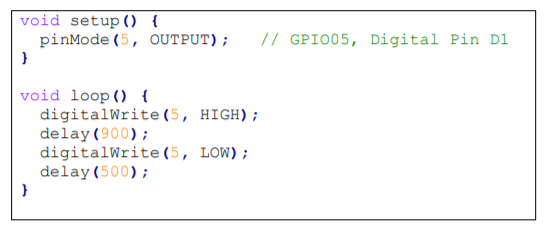 void setup() {
  pinMode(5, OUTPUT);   // GPIO05, Digital Pin D1
}

void loop() {
  digitalWrite(5, HIGH);
  delay(900);
  digitalWrite(5, LOW);
  delay(500);
}